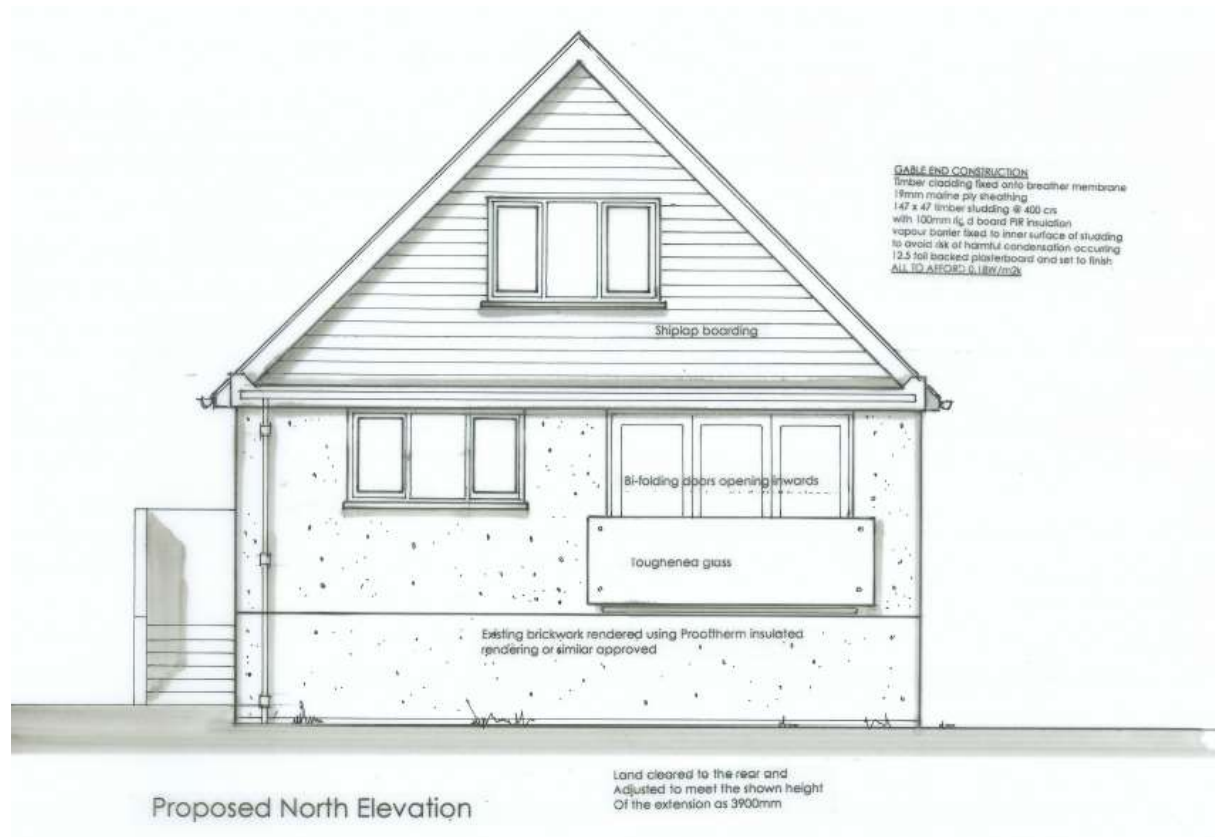 GABLE END CONSTRUCTION
Timber cladding fixed onto breather membrane
19mm marine ply sheathing
147 x 47 timber studding @ 400 crs
with 100mm rigid board PIR insulation
vapour barrier fixed to inner surface of studding
to avoid risk of harmful condensation occurring
12.5 foil backed plasterboard and set to finish
ALL TO AFFORD 0.18W/m2k
Shiplap boarding
Bi-folding doors opening inwards
Toughened glass
Existing brickwork rendered using Prooftherm insulated
rendering or similar approved
Land cleared to the rear and
Adjusted to meet the shown height
Of the extension as 3900mm
Proposed North Elevation